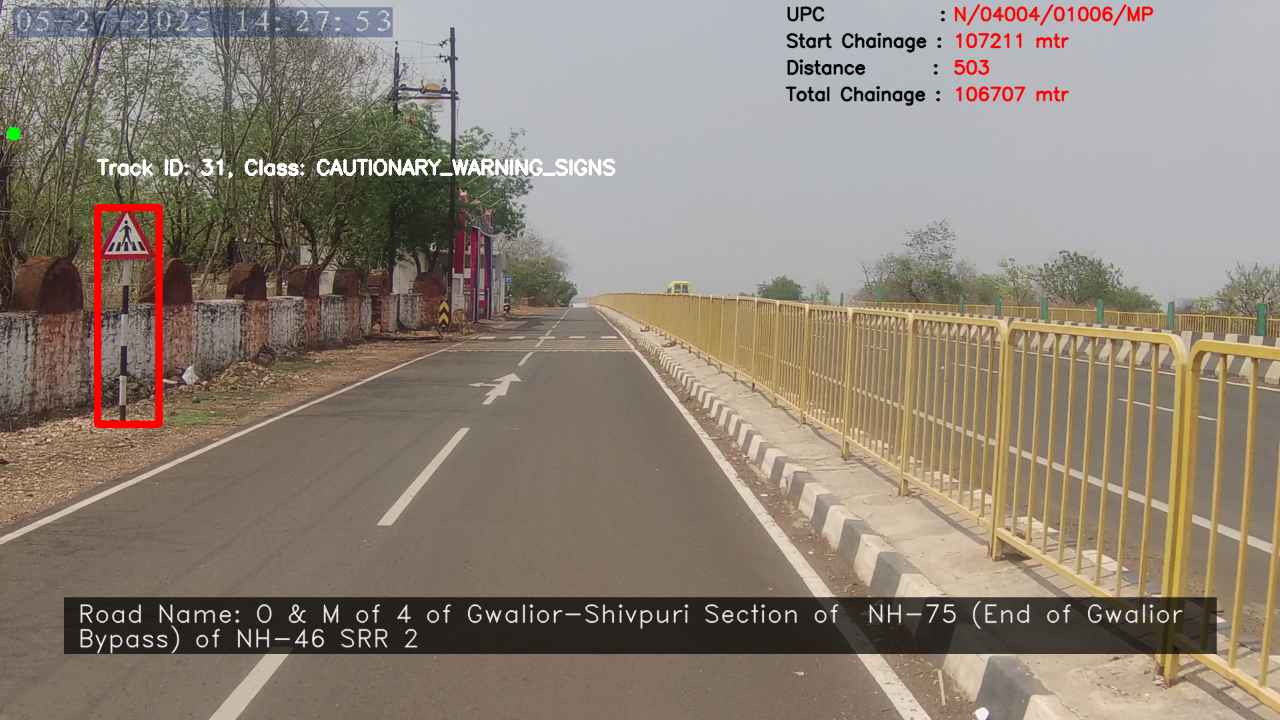 05-27-2025 14:27:53
UPC : N/04004/01006/MP
Start Chainage : 107211 mtr
Distance : 503
Total Chainage : 106707 mtr
Track ID: 31, Class: CAUTIONARY_WARNING_SIGNS
Road Name: O & M of 4 of Gwalior-Shivpuri Section of NH-75 (End of Gwalior
Bypass) of NH-46 SRR 2